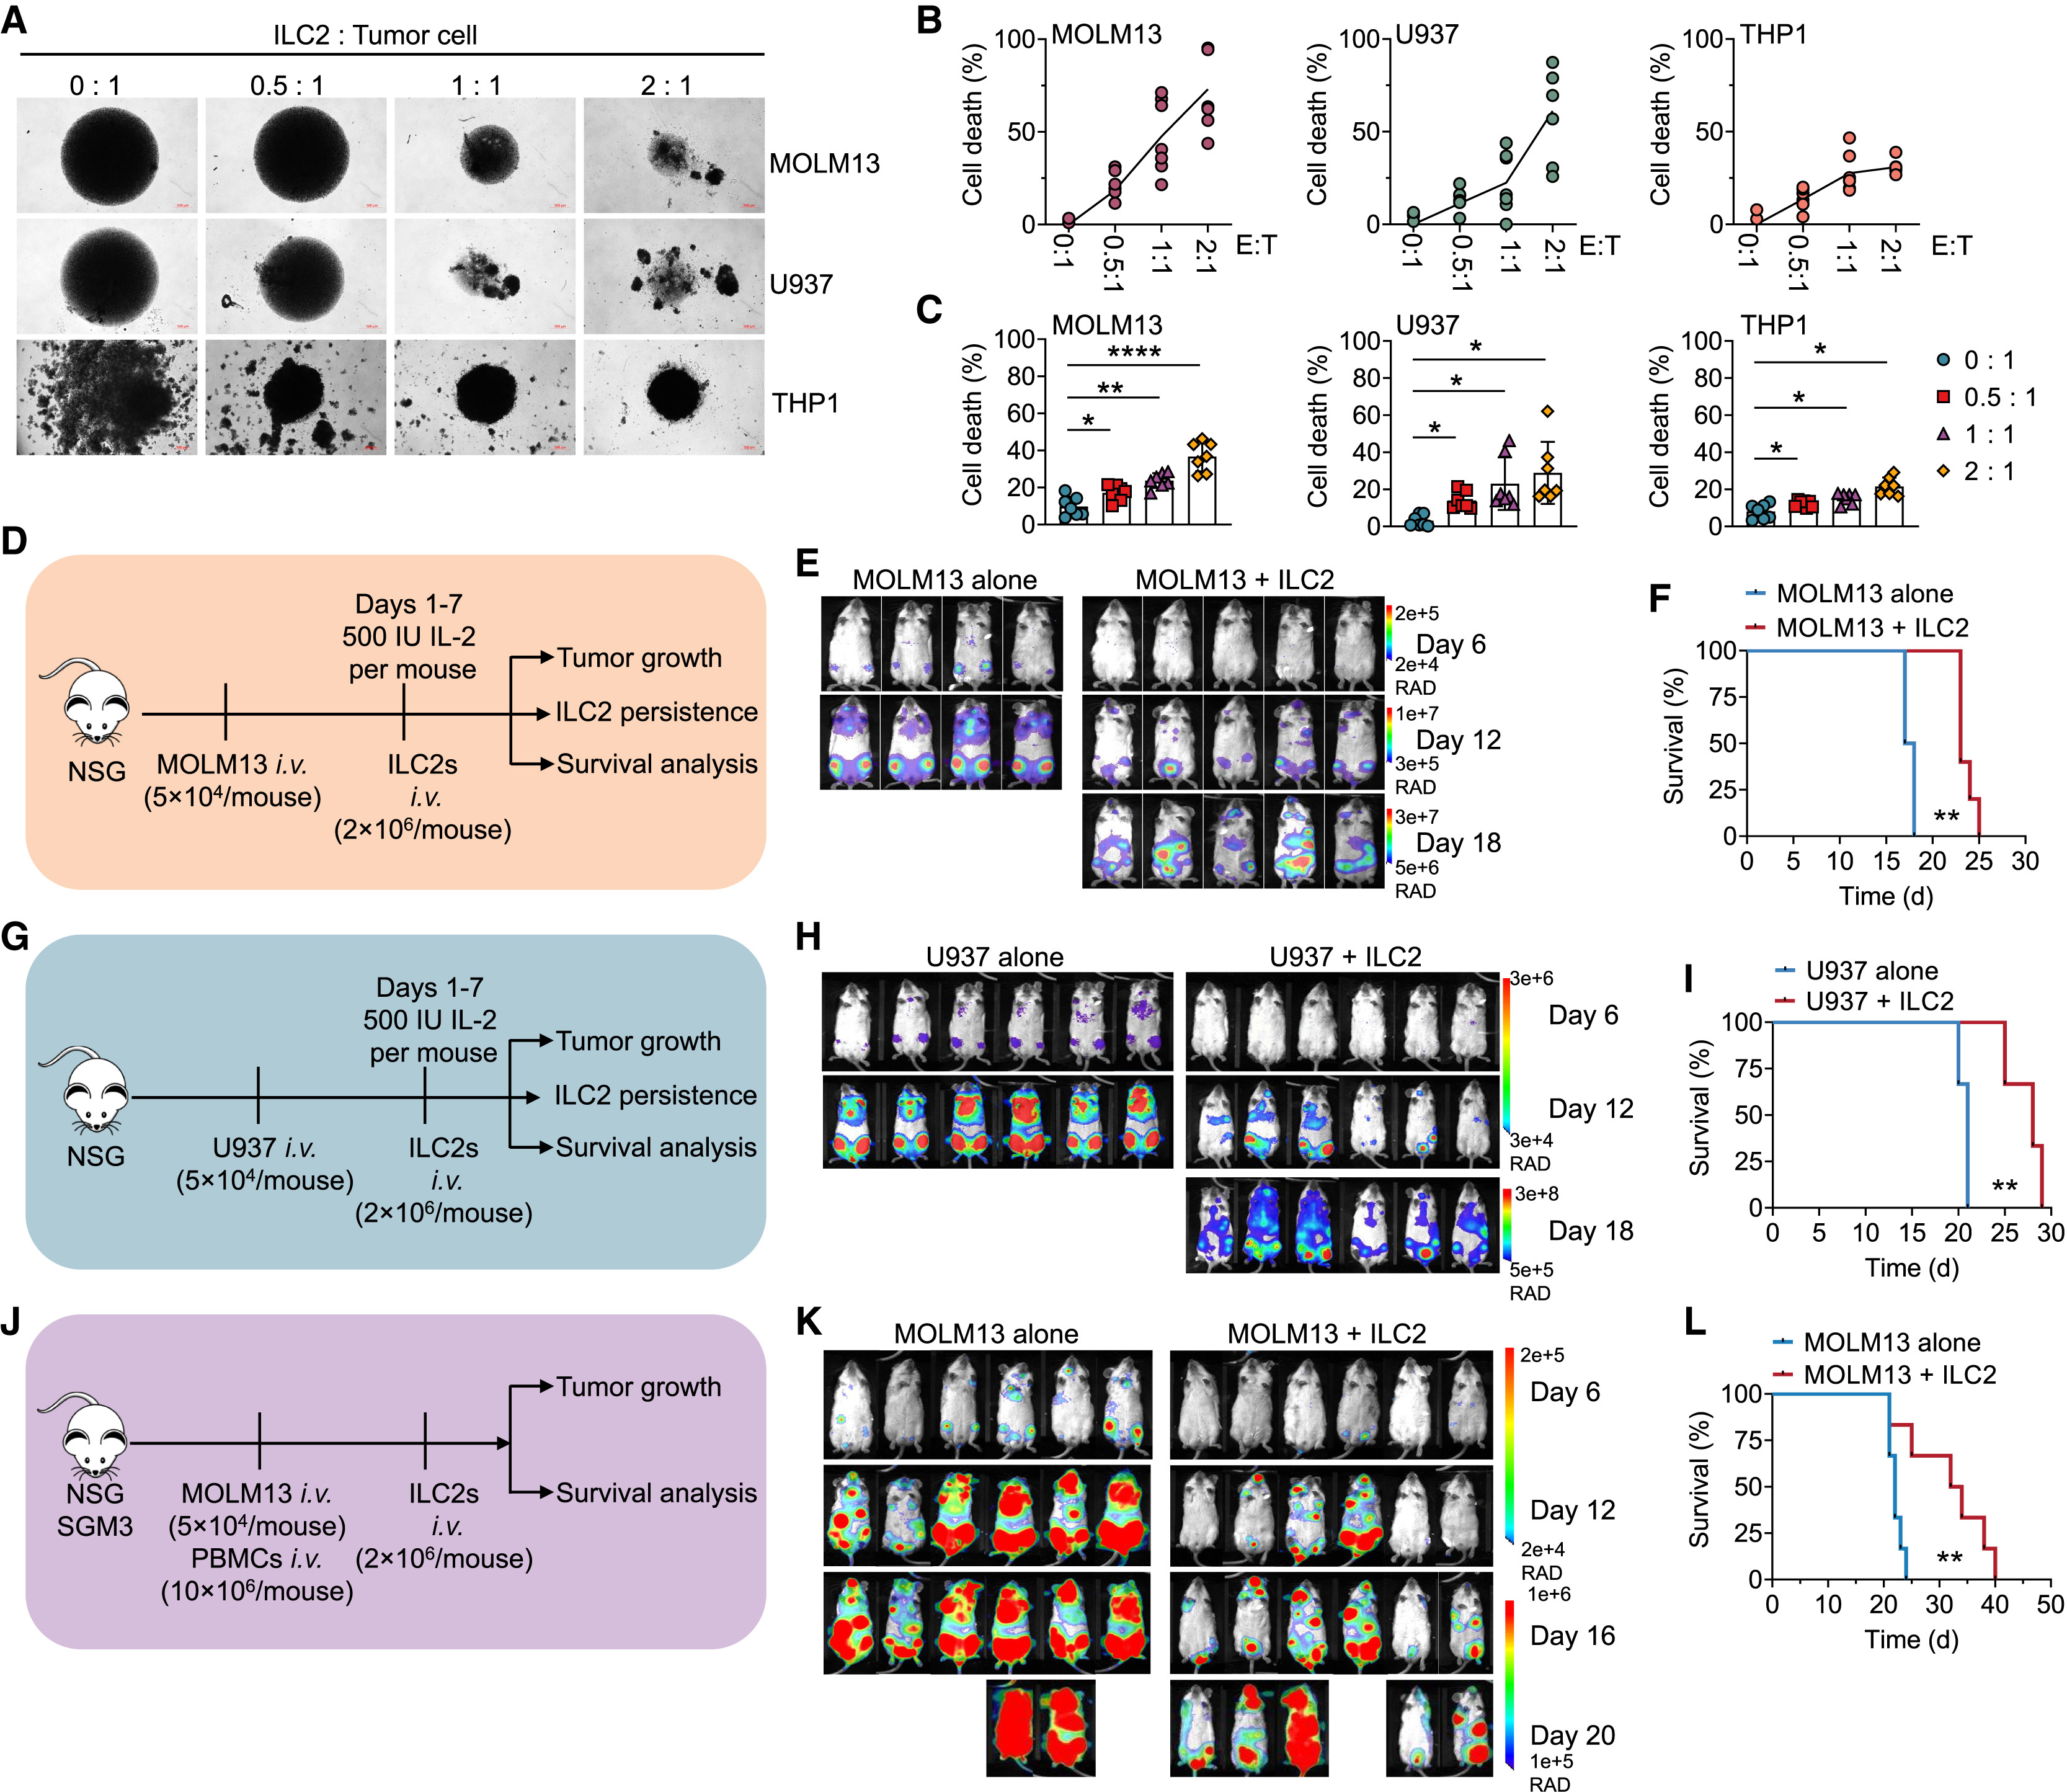 A
ILC2 : Tumor cell
0 : 1
0.5 : 1
1 : 1
2 : 1
MOLM13
U937
THP1
B
MOLM13
Cell death (%)
100
50
0
0:1
0.5:1
1:1
2:1
E:T
U937
Cell death (%)
100
50
0
0:1
0.5:1
1:1
2:1
E:T
THP1
Cell death (%)
100
50
0
0:1
0.5:1
1:1
2:1
E:T
C
MOLM13
Cell death (%)
100
80
60
40
20
0
****
**
*
U937
Cell death (%)
100
80
60
40
20
0
*
*
*
THP1
Cell death (%)
100
80
60
40
20
0
*
*
*
0 : 1
0.5 : 1
1 : 1
2 : 1
D
Days 1-7
500 IU IL-2
per mouse
NSG
MOLM13 i.v.
(5×10⁴/mouse)
ILC2s
i.v.
(2×10⁶/mouse)
Tumor growth
ILC2 persistence
Survival analysis
E
MOLM13 alone
MOLM13 + ILC2
2e+5
Day 6
2e+4
RAD
1e+7
Day 12
3e+5
RAD
3e+7
Day 18
5e+6
RAD
F
MOLM13 alone
MOLM13 + ILC2
Survival (%)
100
75
50
25
0
**
0 5 10 15 20 25 30
Time (d)
G
Days 1-7
500 IU IL-2
per mouse
NSG
U937 i.v.
(5×10⁴/mouse)
ILC2s
i.v.
(2×10⁶/mouse)
Tumor growth
ILC2 persistence
Survival analysis
H
U937 alone
U937 + ILC2
3e+6
Day 6
Day 12
3e+4
RAD
3e+8
Day 18
5e+5
RAD
I
U937 alone
U937 + ILC2
Survival (%)
100
75
50
25
0
**
0 5 10 15 20 25 30
Time (d)
J
NSG
SGM3
MOLM13 i.v.
(5×10⁴/mouse)
PBMCs i.v.
(10×10⁶/mouse)
ILC2s
i.v.
(2×10⁶/mouse)
Tumor growth
Survival analysis
K
MOLM13 alone
MOLM13 + ILC2
2e+5
Day 6
Day 12
2e+4
RAD
1e+6
Day 16
Day 20
1e+5
RAD
L
MOLM13 alone
MOLM13 + ILC2
Survival (%)
100
75
50
25
0
**
0 10 20 30 40 50
Time (d)